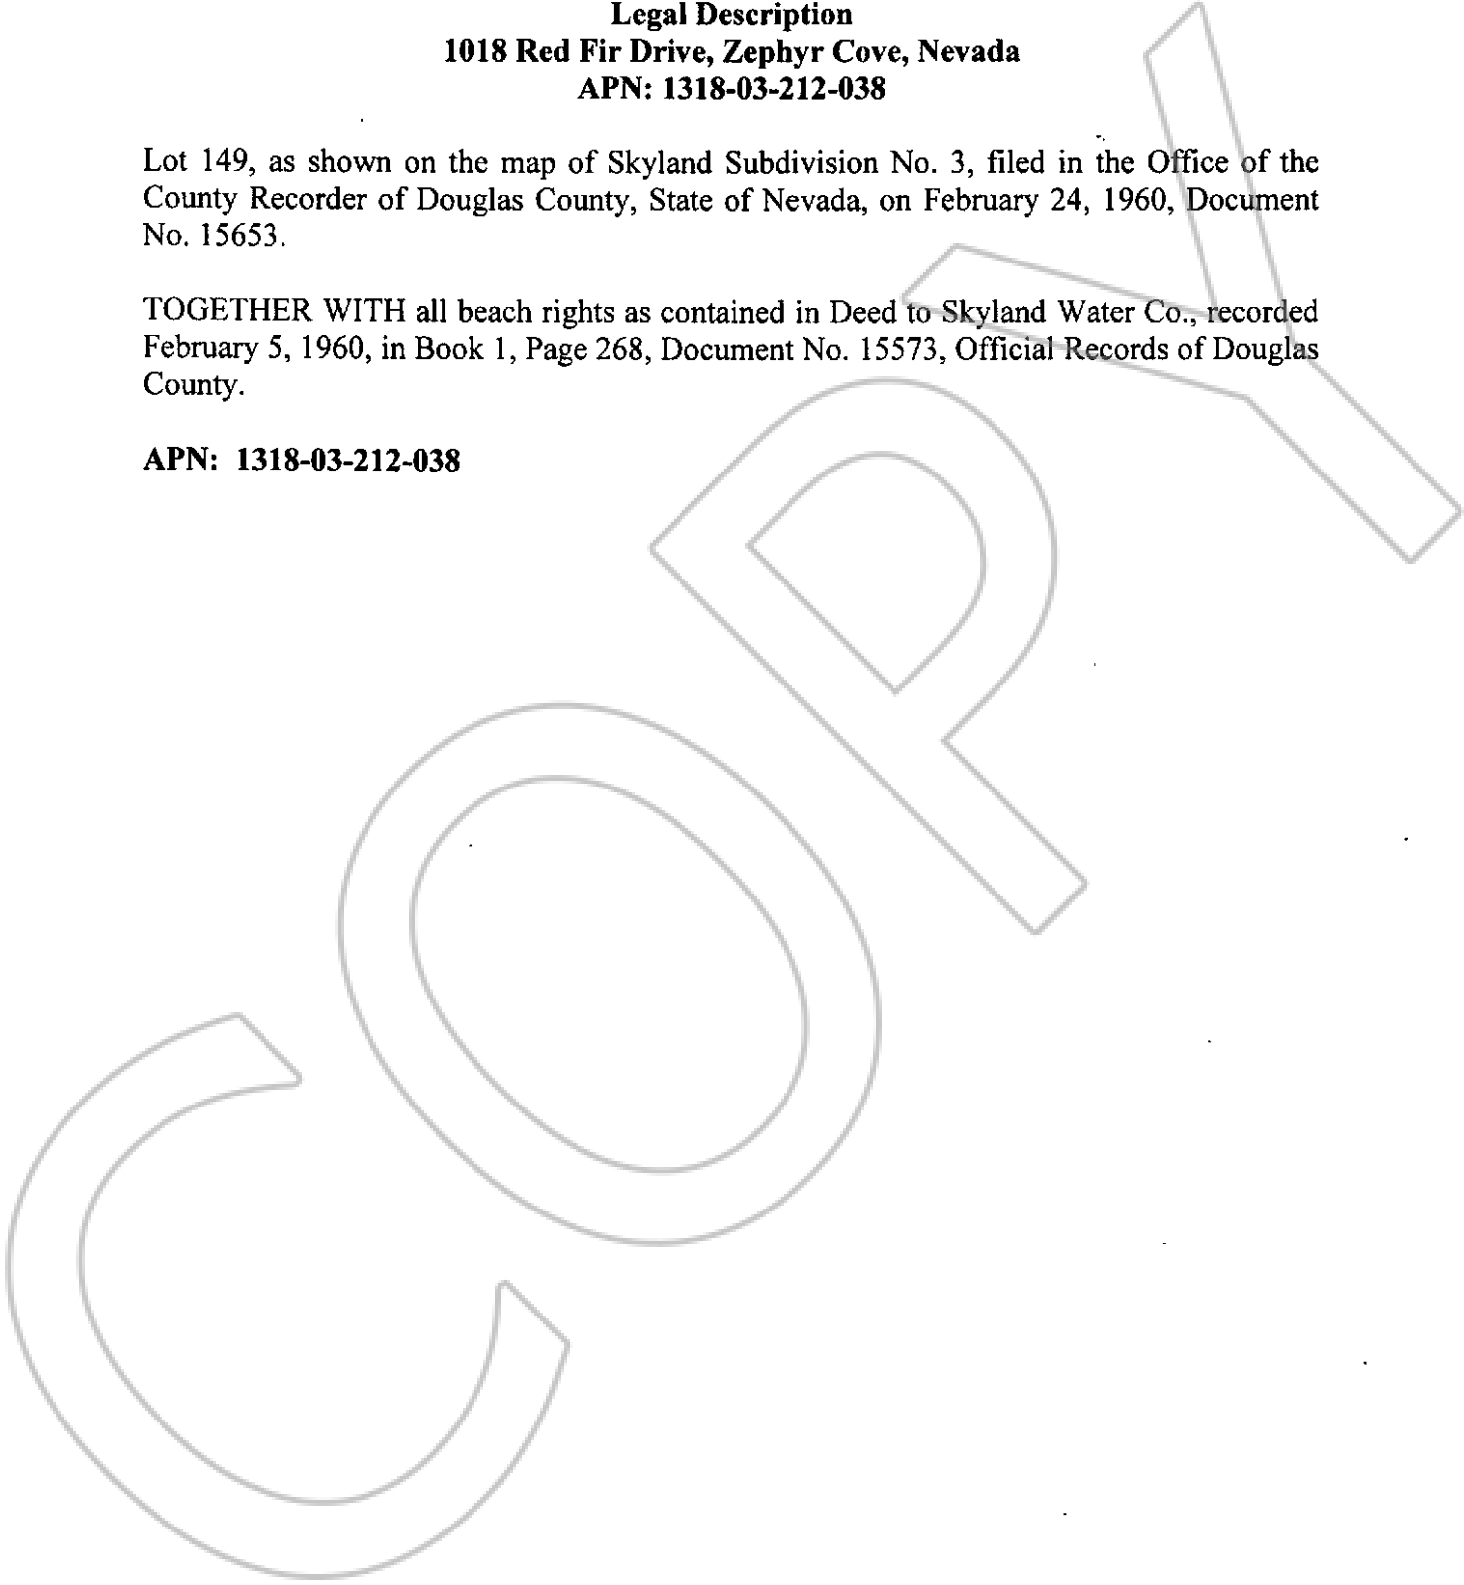 Legal Description
1018 Red Fir Drive, Zephyr Cove, Nevada
APN: 1318-03-212-038
Lot 149, as shown on the map of Skyland Subdivision No. 3, filed in the Office of the
County Recorder of Douglas County, State of Nevada, on February 24, 1960, Document
No. 15653.
TOGETHER WITH all beach rights as contained in Deed to Skyland Water Co., recorded
February 5, 1960, in Book 1, Page 268, Document No. 15573, Official Records of Douglas
County.
APN: 1318-03-212-038
COPY